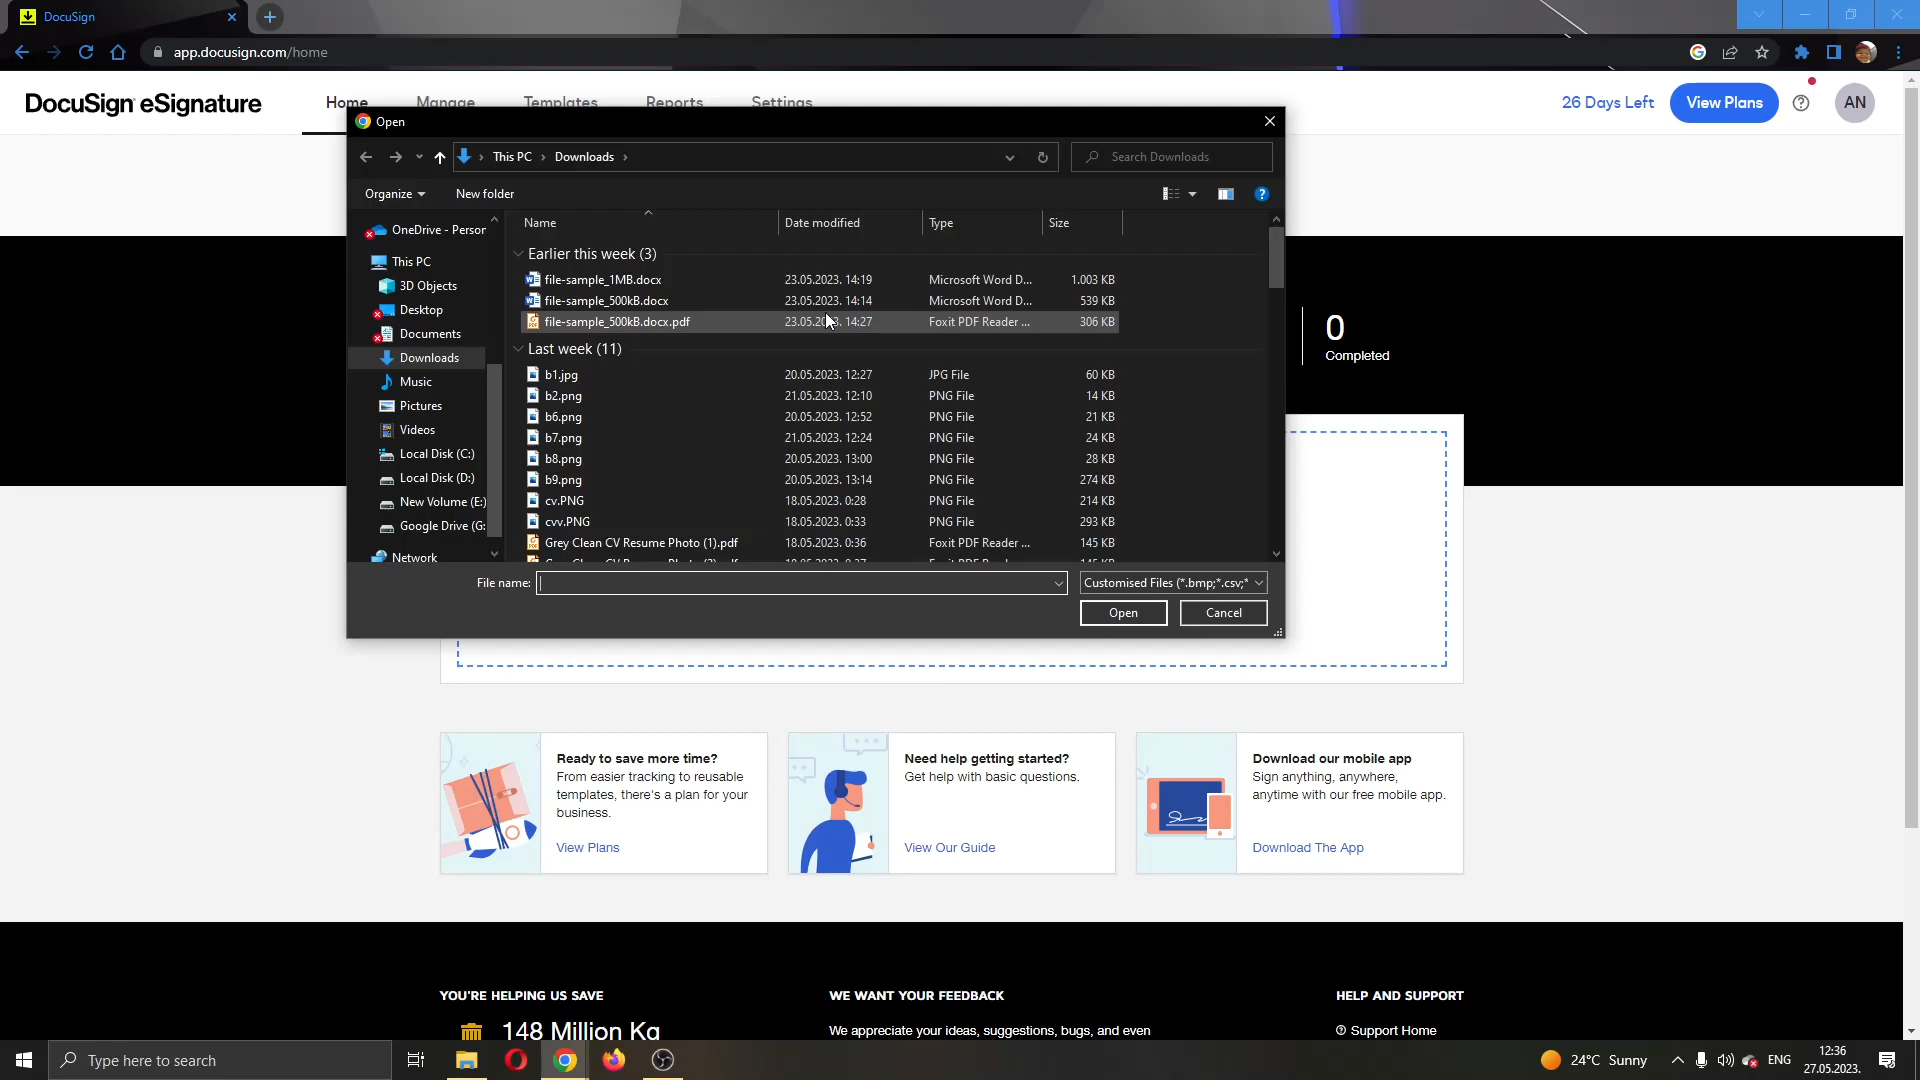 DocuSign
app.docusign.com/home
DocuSign eSignature
Home
Manage
Templates
Reports
Settings
26 Days Left
View Plans
AN
Open
This PC > Downloads >
Search Downloads
Organize
New folder
OneDrive - Person
This PC
3D Objects
Desktop
Documents
Downloads
Music
Pictures
Videos
Local Disk (C:)
Local Disk (D:)
New Volume (E:)
Google Drive (G:
Network
Name Date modified Type Size
Earlier this week (3)
file-sample_1MB.docx 23.05.2023. 14:19 Microsoft Word D... 1.003 KB
file-sample_500kB.docx 23.05.2023. 14:14 Microsoft Word D... 539 KB
file-sample_500kB.docx.pdf 23.05.2023. 14:27 Foxit PDF Reader ... 306 KB
Last week (11)
b1.jpg 20.05.2023. 12:27 JPG File 60 KB
b2.png 21.05.2023. 12:10 PNG File 14 KB
b6.png 20.05.2023. 12:52 PNG File 21 KB
b7.png 21.05.2023. 12:24 PNG File 24 KB
b8.png 20.05.2023. 13:00 PNG File 28 KB
b9.png 20.05.2023. 13:14 PNG File 274 KB
cv.PNG 18.05.2023. 0:28 PNG File 214 KB
cvv.PNG 18.05.2023. 0:33 PNG File 293 KB
Grey Clean CV Resume Photo (1).pdf 18.05.2023. 0:36 Foxit PDF Reader ... 145 KB
File name:
Customised Files (*.bmp;*.csv;*
Open
Cancel
0
Completed
Ready to save more time?
From easier tracking to reusable
templates, there's a plan for your
business.
View Plans
Need help getting started?
Get help with basic questions.
View Our Guide
Download our mobile app
Sign anything, anywhere,
anytime with our free mobile app.
Download The App
YOU'RE HELPING US SAVE
148 Million Kg
WE WANT YOUR FEEDBACK
We appreciate your ideas, suggestions, bugs, and even
HELP AND SUPPORT
Support Home
Type here to search
24°C Sunny
ENG
12:36
27.05.2023.